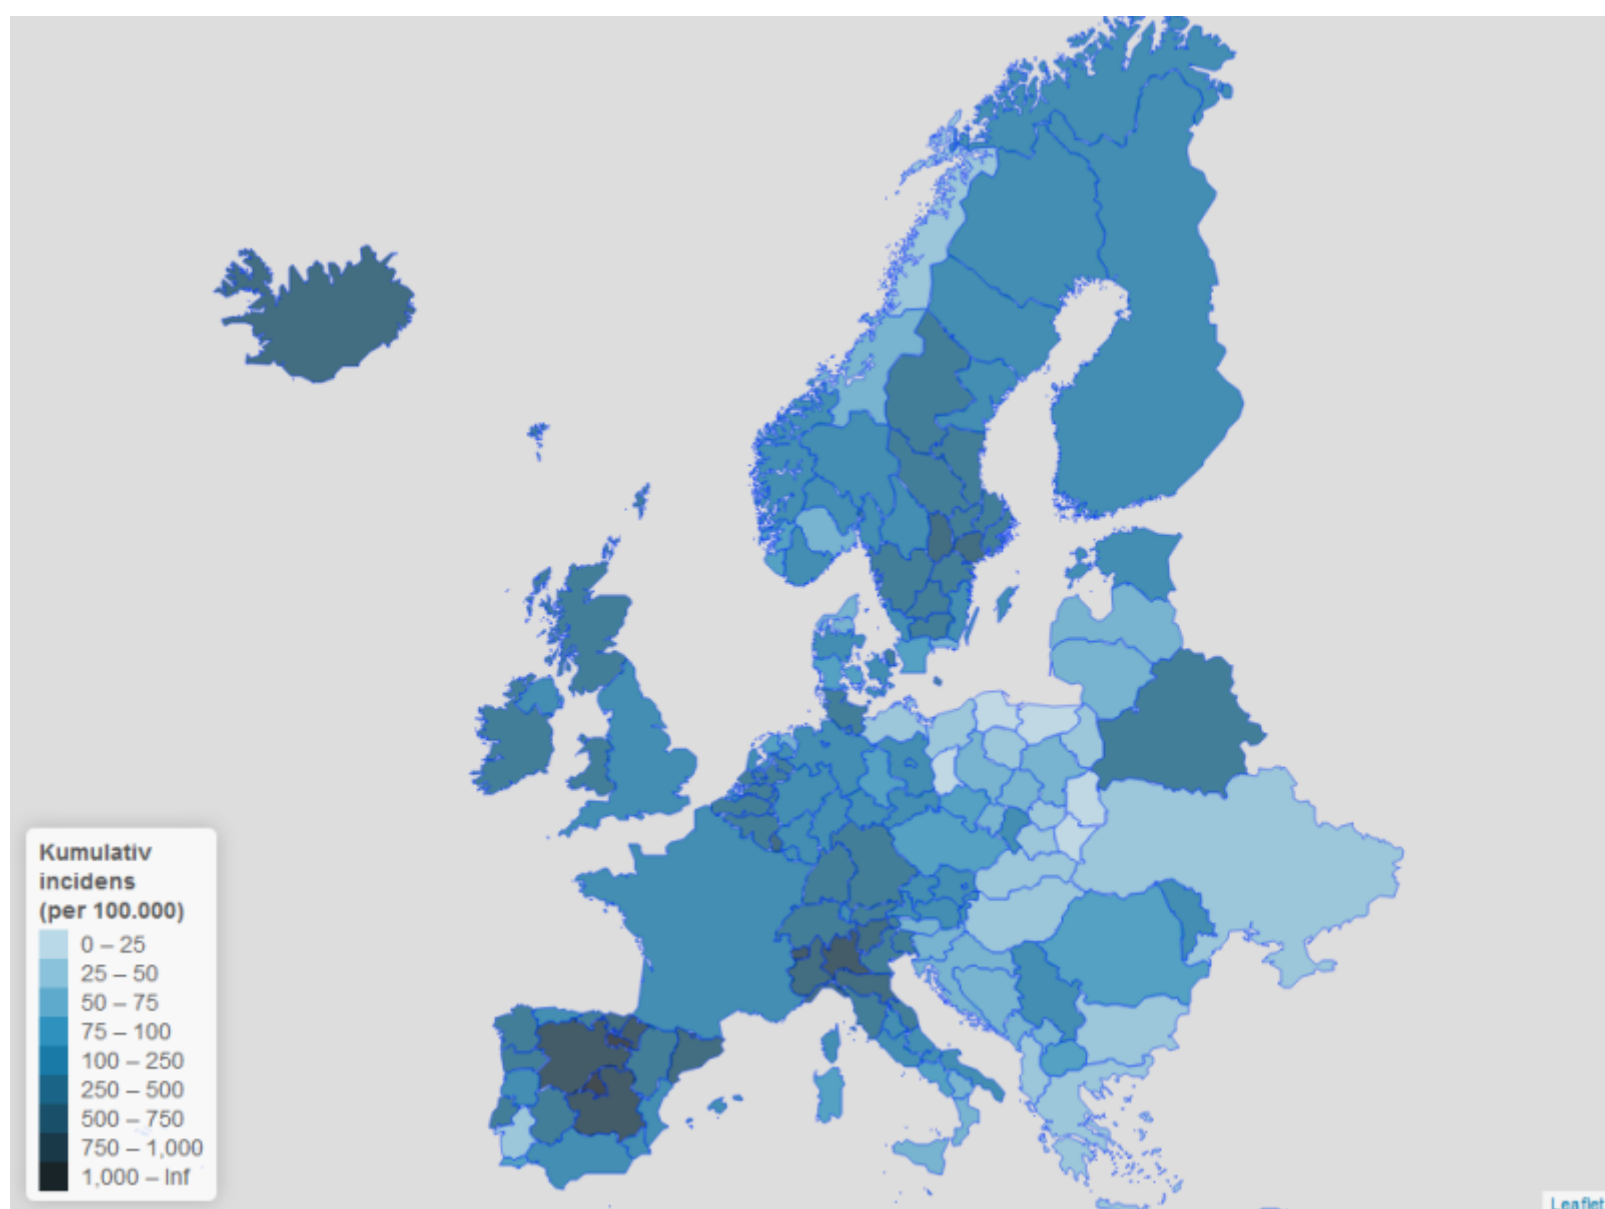 Kumulativ
incidens
(per 100.000)
0 – 25
25 – 50
50 – 75
75 – 100
100 – 250
250 – 500
500 – 750
750 – 1,000
1,000 – Inf
Leaflet